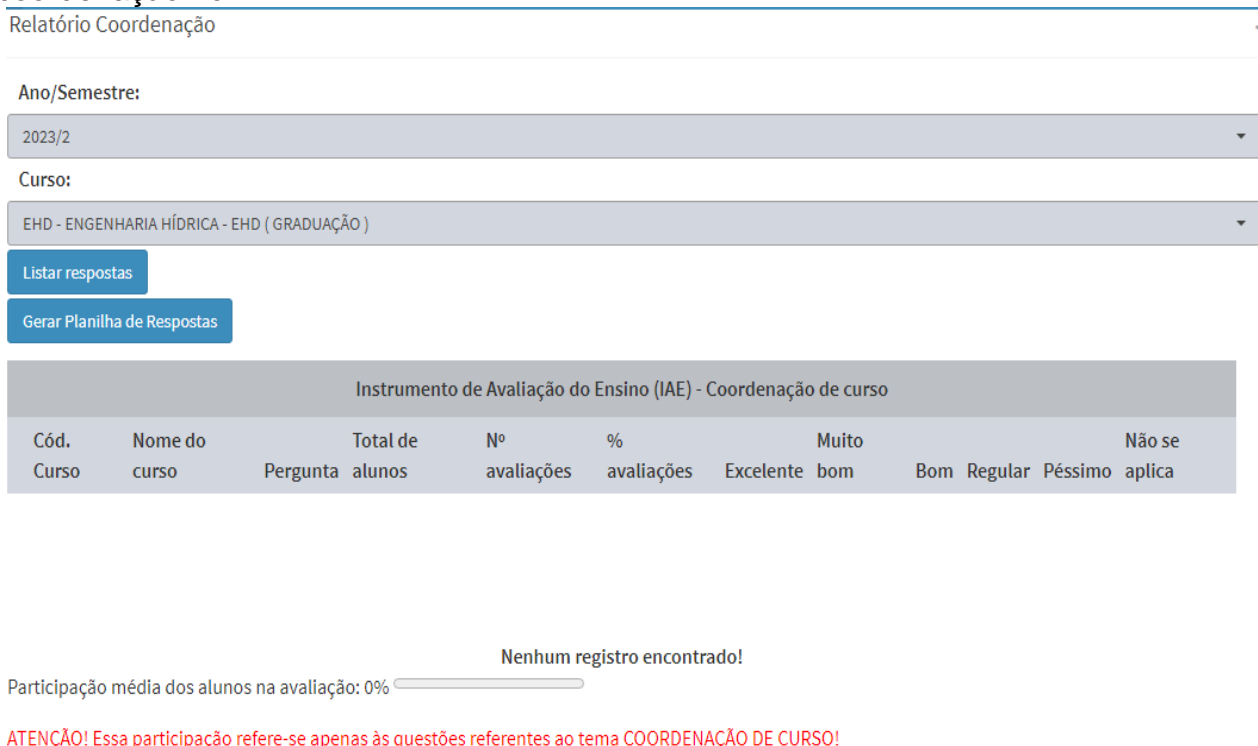 Relatório Coordenação
Ano/Semestre:
2023/2
Curso:
EHD - ENGENHARIA HÍDRICA - EHD ( GRADUAÇÃO )
Listar respostas
Gerar Planilha de Respostas
Instrumento de Avaliação do Ensino (IAE) - Coordenação de curso
Cód. Curso Nome do curso Pergunta Total de alunos Nº avaliações % avaliações Excelente Muito bom Bom Regular Péssimo Não se aplica
Nenhum registro encontrado!
Participação média dos alunos na avaliação: 0%
ATENÇÃO! Essa participação refere-se apenas às questões referentes ao tema COORDENAÇÃO DE CURSO!